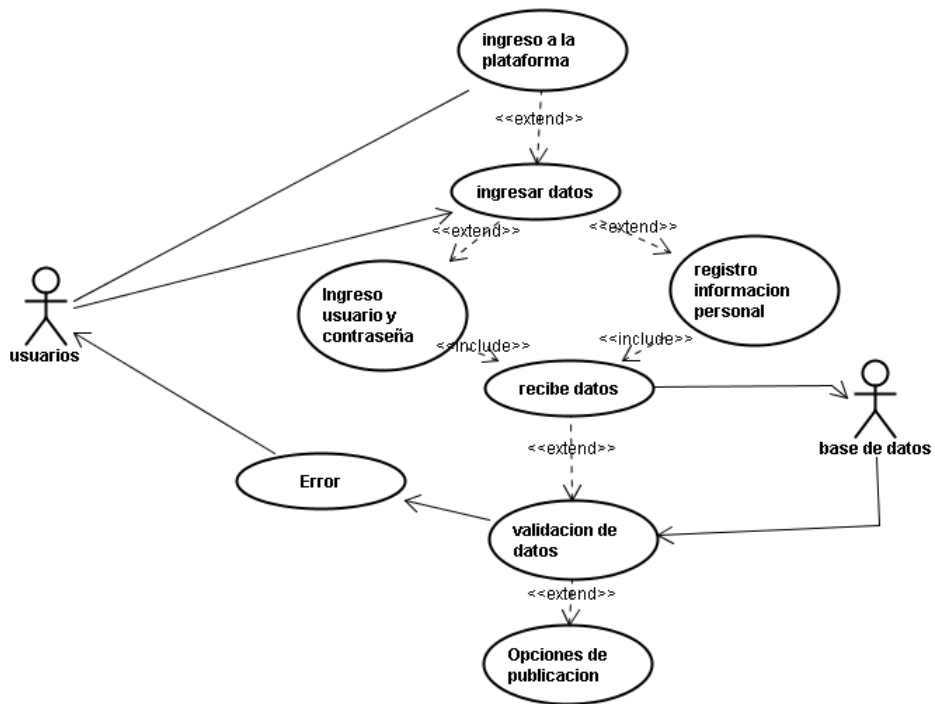 ingreso a la
plataforma
<<extend>>
ingresar datos
<<extend>>
<<extend>>
Ingreso
usuario y
contraseña
registro
informacion
personal
usuarios
<<include>>
<<include>>
recibe datos
base de datos
<<extend>>
Error
validacion de
datos
<<extend>>
Opciones de
publicacion